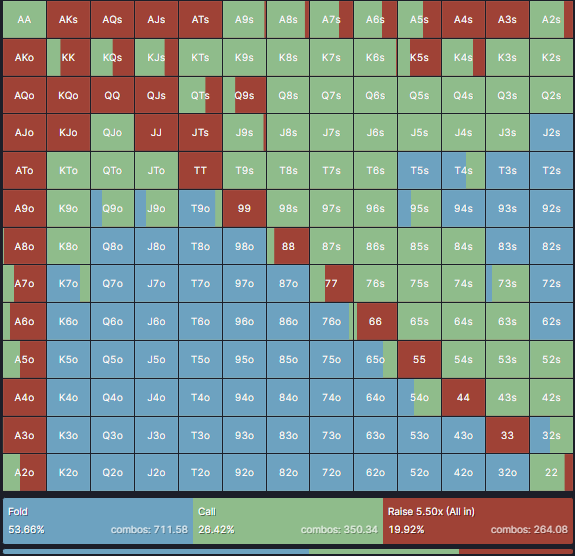 AA AKs AQs AJs ATs A9s A8s A7s A6s A5s A4s A3s A2s
AKo KK KQs KJs KTs K9s K8s K7s K6s K5s K4s K3s K2s
AQo KQo QQ QJs QTs Q9s Q8s Q7s Q6s Q5s Q4s Q3s Q2s
AJo KJo QJo JJ JTs J9s J8s J7s J6s J5s J4s J3s J2s
ATo KTo QTo JTo TT T9s T8s T7s T6s T5s T4s T3s T2s
A9o K9o Q9o J9o T9o 99 98s 97s 96s 95s 94s 93s 92s
A8o K8o Q8o J8o T8o 98o 88 87s 86s 85s 84s 83s 82s
A7o K7o Q7o J7o T7o 97o 87o 77 76s 75s 74s 73s 72s
A6o K6o Q6o J6o T6o 96o 86o 76o 66 65s 64s 63s 62s
A5o K5o Q5o J5o T5o 95o 85o 75o 65o 55 54s 53s 52s
A4o K4o Q4o J4o T4o 94o 84o 74o 64o 54o 44 43s 42s
A3o K3o Q3o J3o T3o 93o 83o 73o 63o 53o 43o 33 32s
A2o K2o Q2o J2o T2o 92o 82o 72o 62o 52o 42o 32o 22
Fold Call Raise 5.50x (All in)
53.66% combos: 711.58 26.42% combos: 350.34 19.92% combos: 264.08